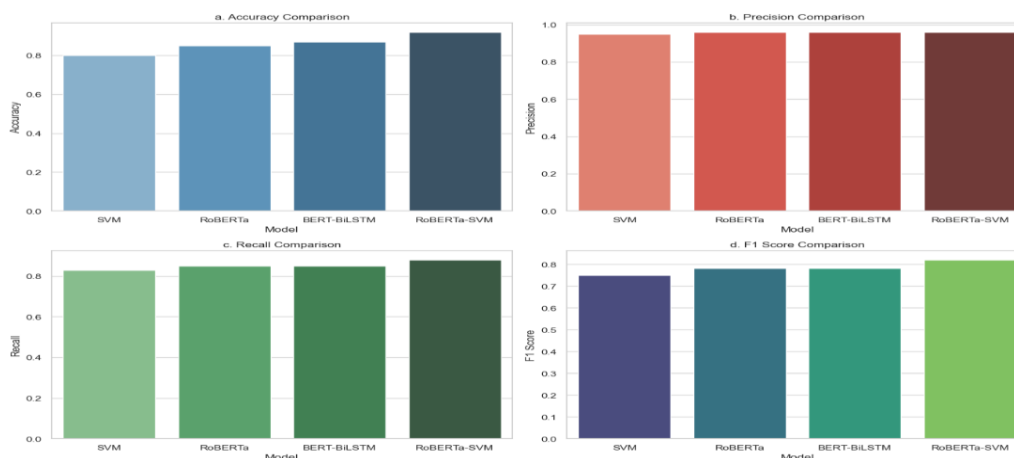 a. Accuracy Comparison
Accuracy
0.8
0.6
0.4
0.2
0.0
SVM RoBERTa BERT-BiLSTM RoBERTa-SVM
Model
b. Precision Comparison
Precision
1.0
0.8
0.6
0.4
0.2
0.0
SVM RoBERTa BERT-BiLSTM RoBERTa-SVM
Model
c. Recall Comparison
Recall
0.8
0.6
0.4
0.2
0.0
SVM RoBERTa BERT-BiLSTM RoBERTa-SVM
Model
d. F1 Score Comparison
F1 Score
0.8
0.7
0.6
0.5
0.4
0.3
0.2
0.1
0.0
SVM RoBERTa BERT-BiLSTM RoBERTa-SVM
Model